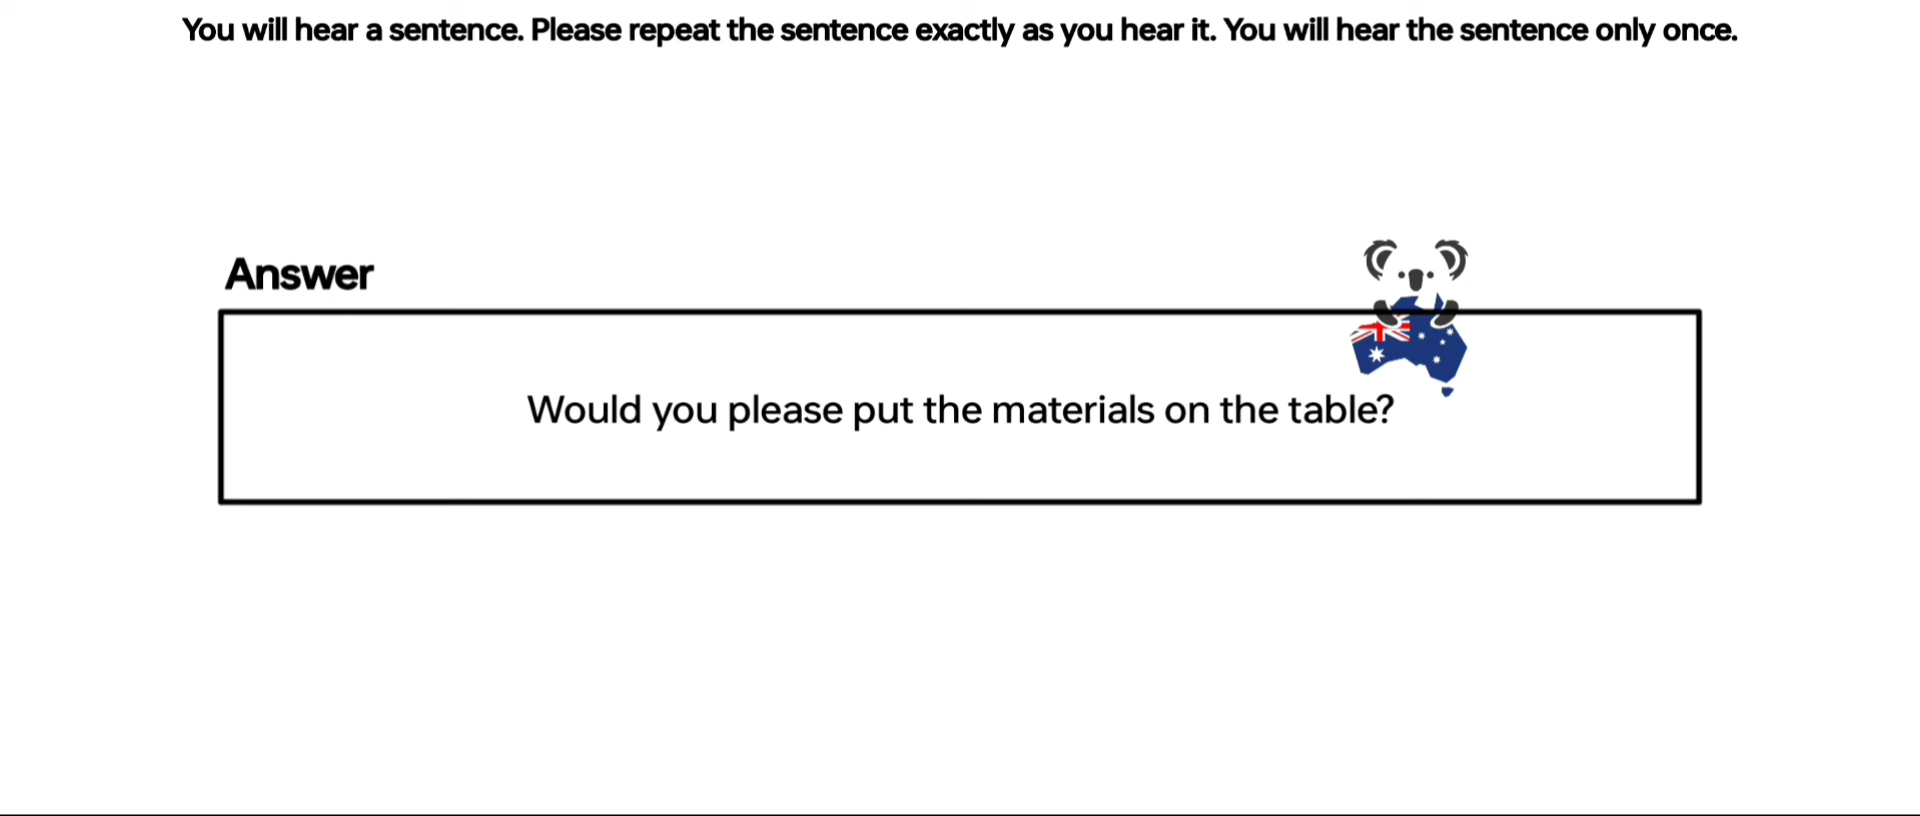 You will hear a sentence. Please repeat the sentence exactly as you hear it. You will hear the sentence only once.
Answer
Would you please put the materials on the table?